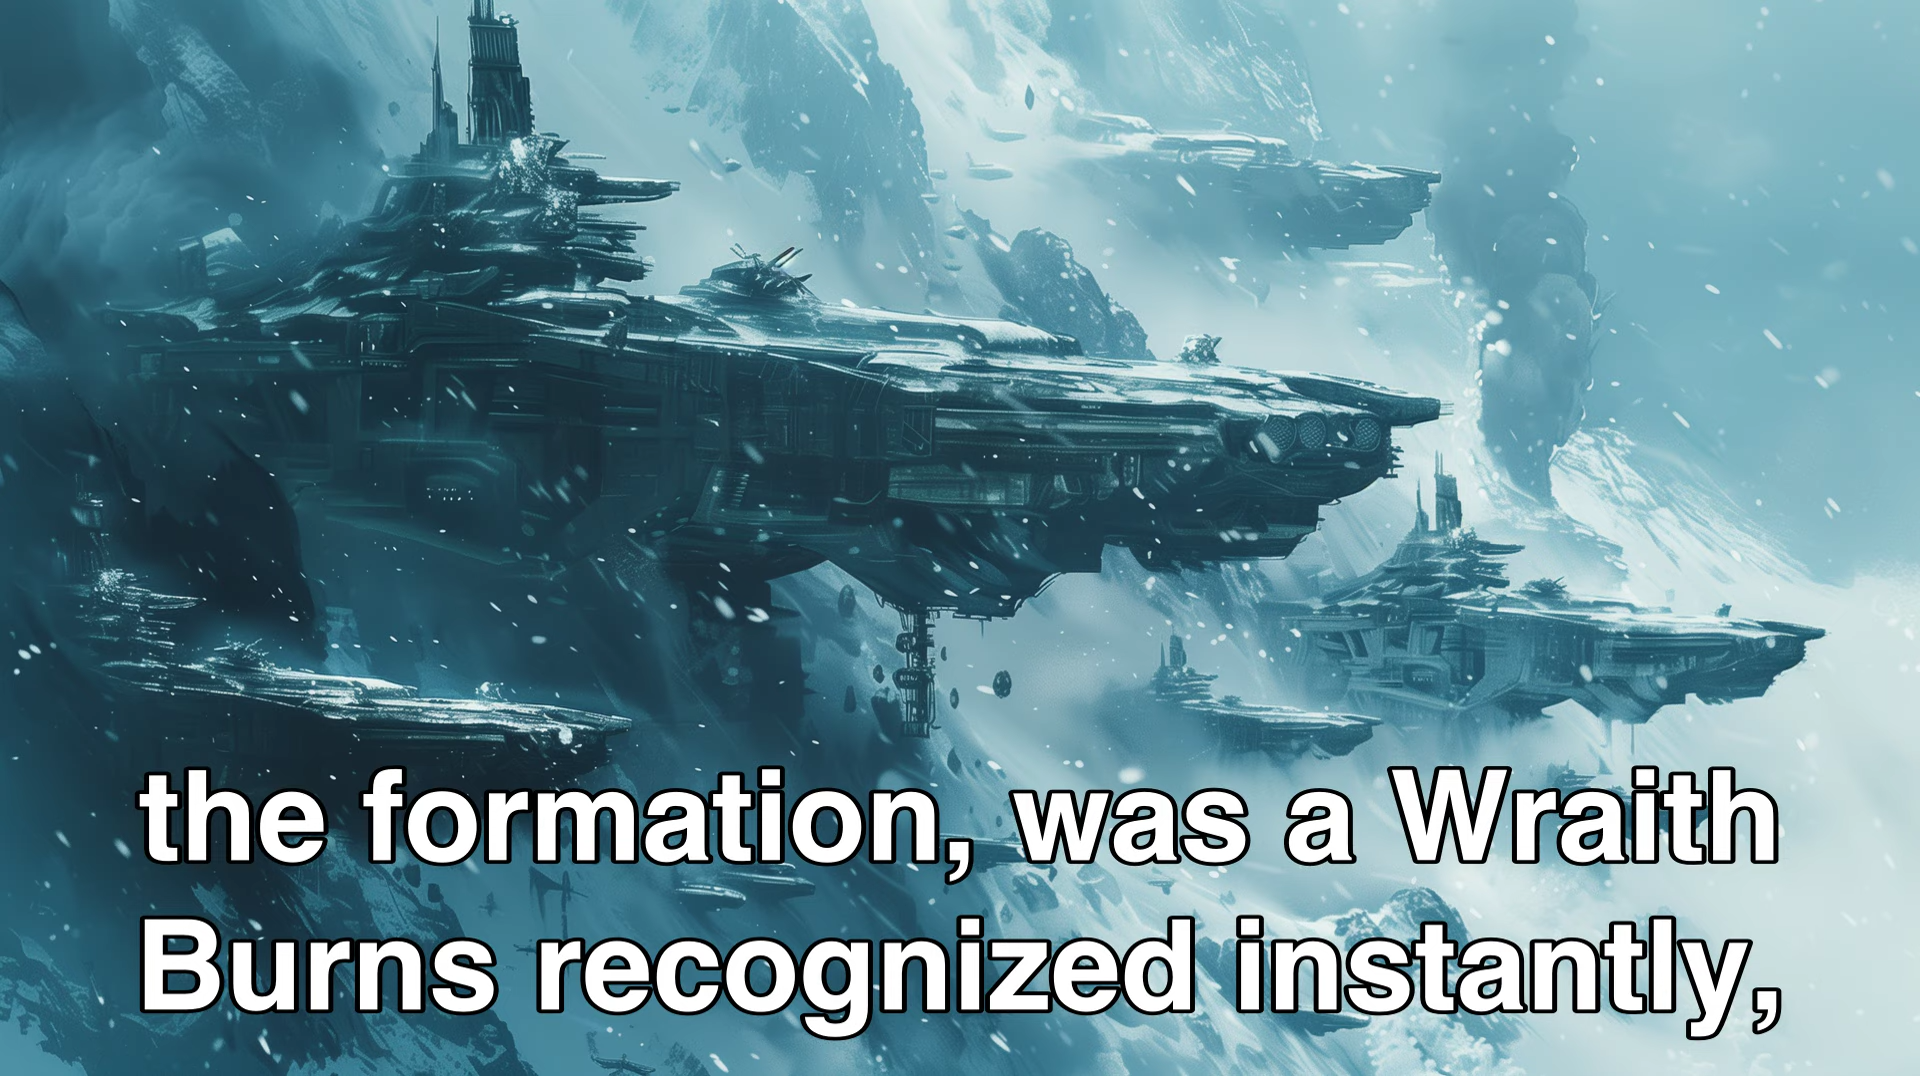 the formation, was a Wraith
Burns recognized instantly,